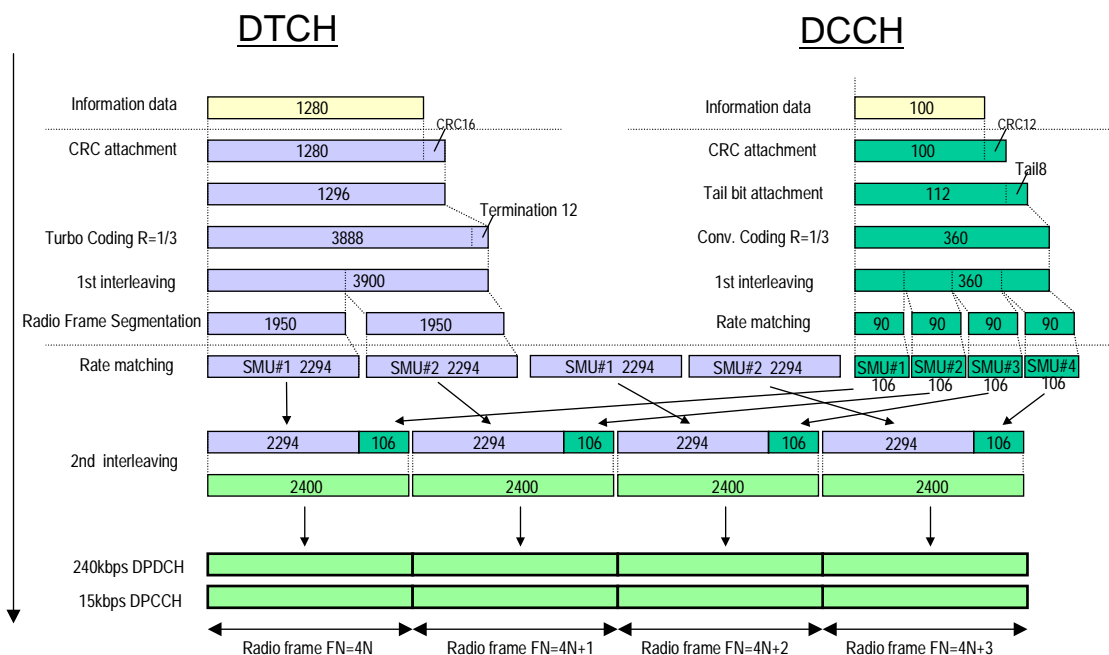 DTCH DCCH
Information data 1280 Information data 100
CRC16 CRC12
CRC attachment 1280 CRC attachment 100
Tail8
1296 Tail bit attachment 112
Termination 12
Turbo Coding R=1/3 3888 Conv. Coding R=1/3 360
1st interleaving 3900 1st interleaving 360
Radio Frame Segmentation 1950 1950 Rate matching 90 90 90 90
Rate matching SMU#1 2294 SMU#2 2294 SMU#1 2294 SMU#2 2294 SMU#1 SMU#2 SMU#3 SMU#4
106 106 106 106
2294 106 2294 106 2294 106 2294 106
2nd interleaving
2400 2400 2400 2400
240kbps DPDCH
15kbps DPCCH
Radio frame FN=4N Radio frame FN=4N+1 Radio frame FN=4N+2 Radio frame FN=4N+3